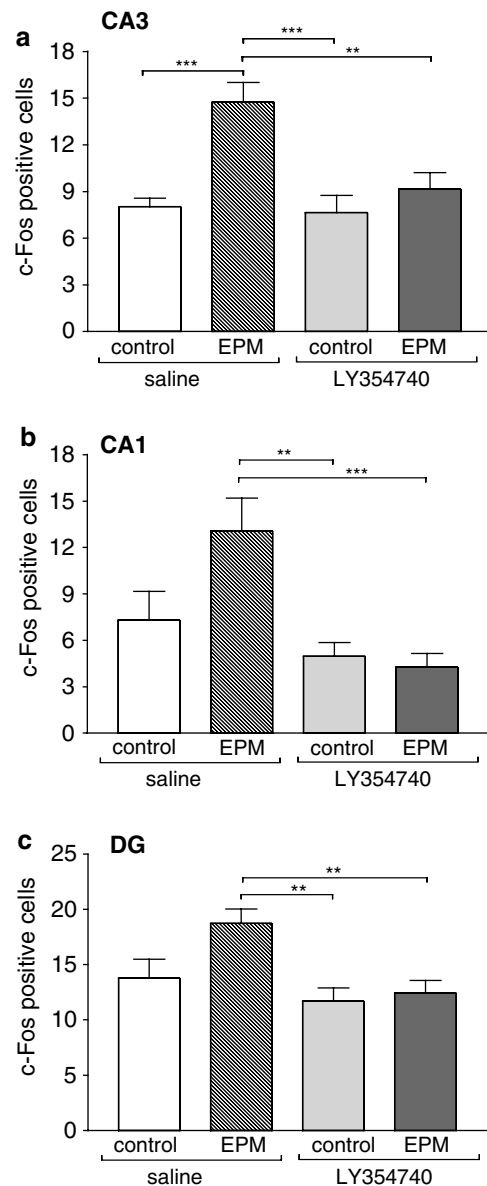 a CA3
c-Fos positive cells
18
15
12
9
6
3
0
*** *** **
control EPM control EPM
saline LY354740
b CA1
c-Fos positive cells
18
15
12
9
6
3
0
**
***
control EPM control EPM
saline LY354740
c DG
c-Fos positive cells
25
20
15
10
5
0
**
**
control EPM control EPM
saline LY354740